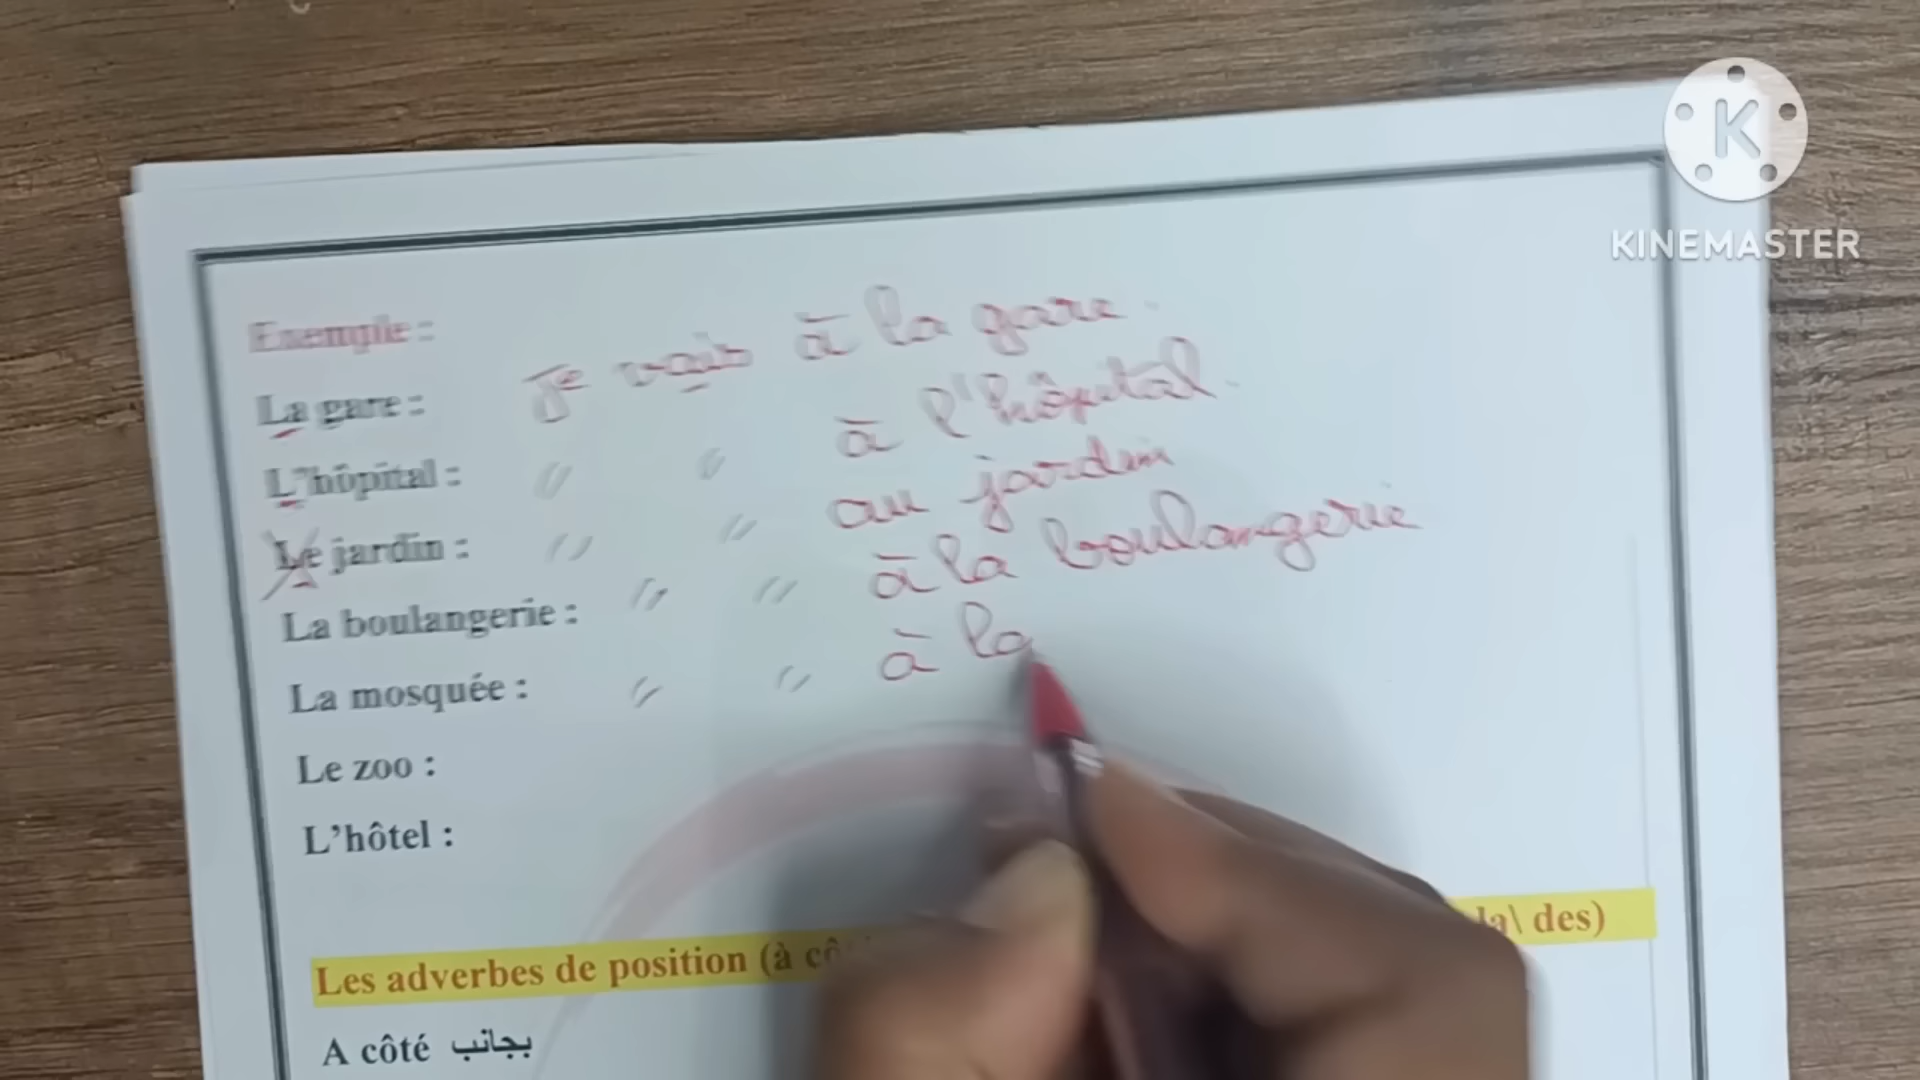 K
KINEMASTER
Exemple :
La gare : je vais à la gare.
L'hôpital : " " à l'hôpital.
Le jardin : " " au jardin
La boulangerie : " " à la boulangerie
La mosquée : " " à la
Le zoo :
L'hôtel :
Les adverbes de position (à cô la\ des)
A côté بجانب